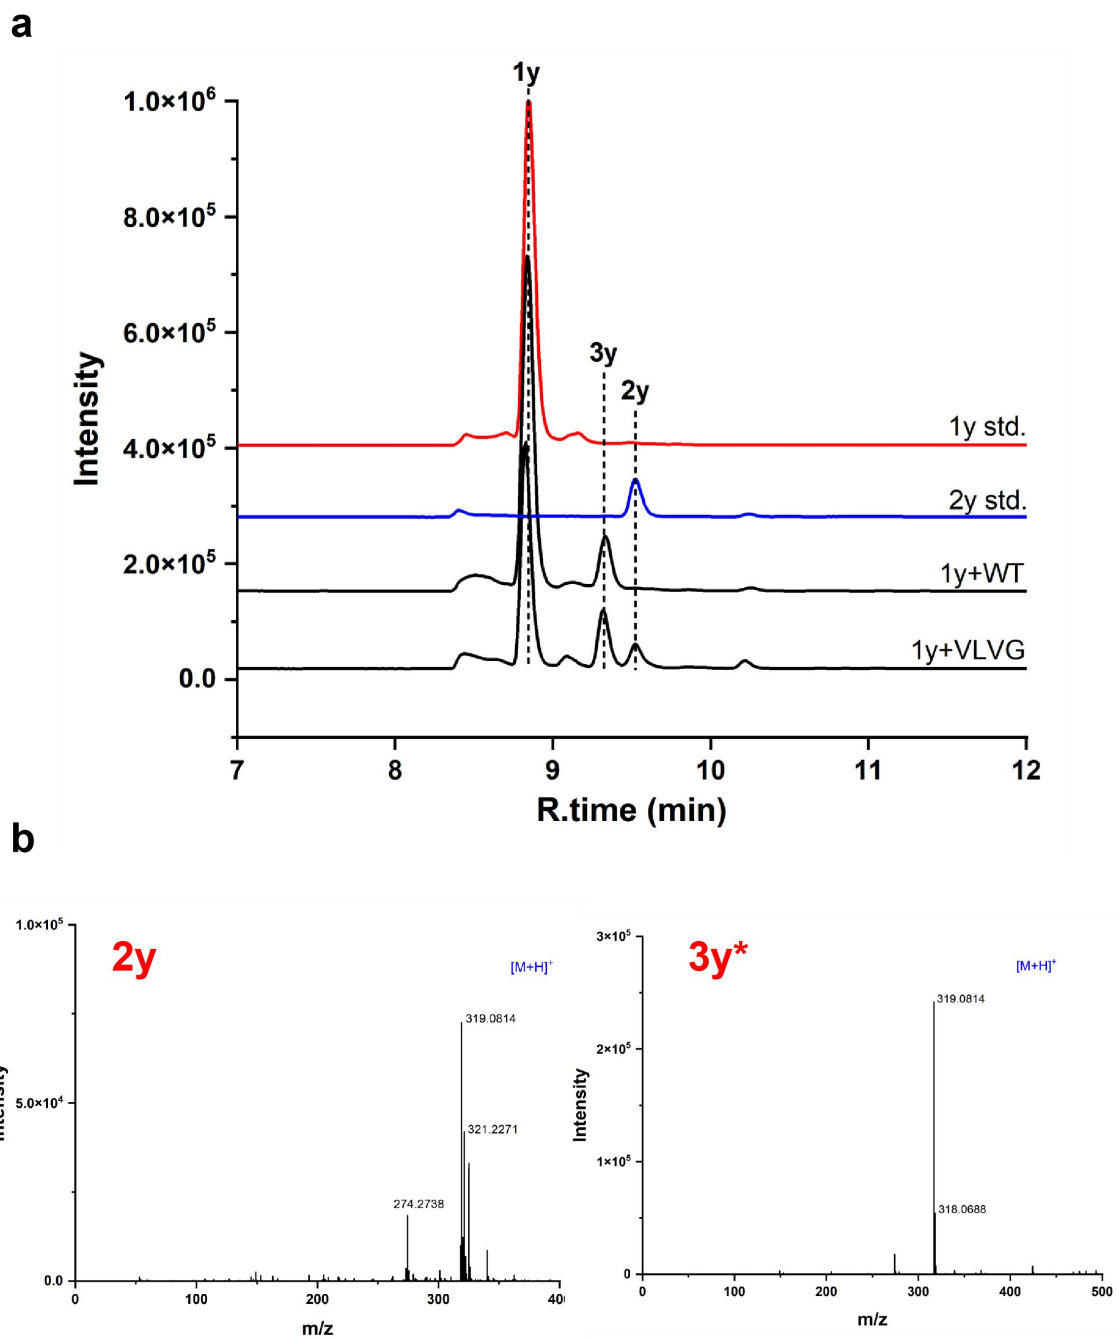 a
1y
1.0×10⁶
8.0×10⁵
6.0×10⁵
3y
2y
Intensity
1y std.
4.0×10⁵
2y std.
2.0×10⁵
1y+WT
1y+VLVG
0.0
7 8 9 10 11 12
R.time (min)
b
1.0×10⁵
2y
[M+H]⁺
319.0814
5.0×10⁴
321.2271
274.2738
0.0
0 100 200 300 40
m/z
3×10⁵
3y*
[M+H]⁺
319.0814
2×10⁵
Intensity
1×10⁵
318.0688
0
0 100 200 300 400 500
m/z